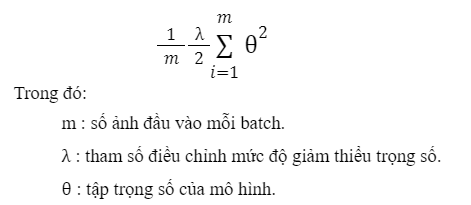 1/m λ/2 ∑_{i=1}^{m} θ²
Trong đó:
m : số ảnh đầu vào mỗi batch.
λ : tham số điều chỉnh mức độ giảm thiểu trọng số.
θ : tập trọng số của mô hình.